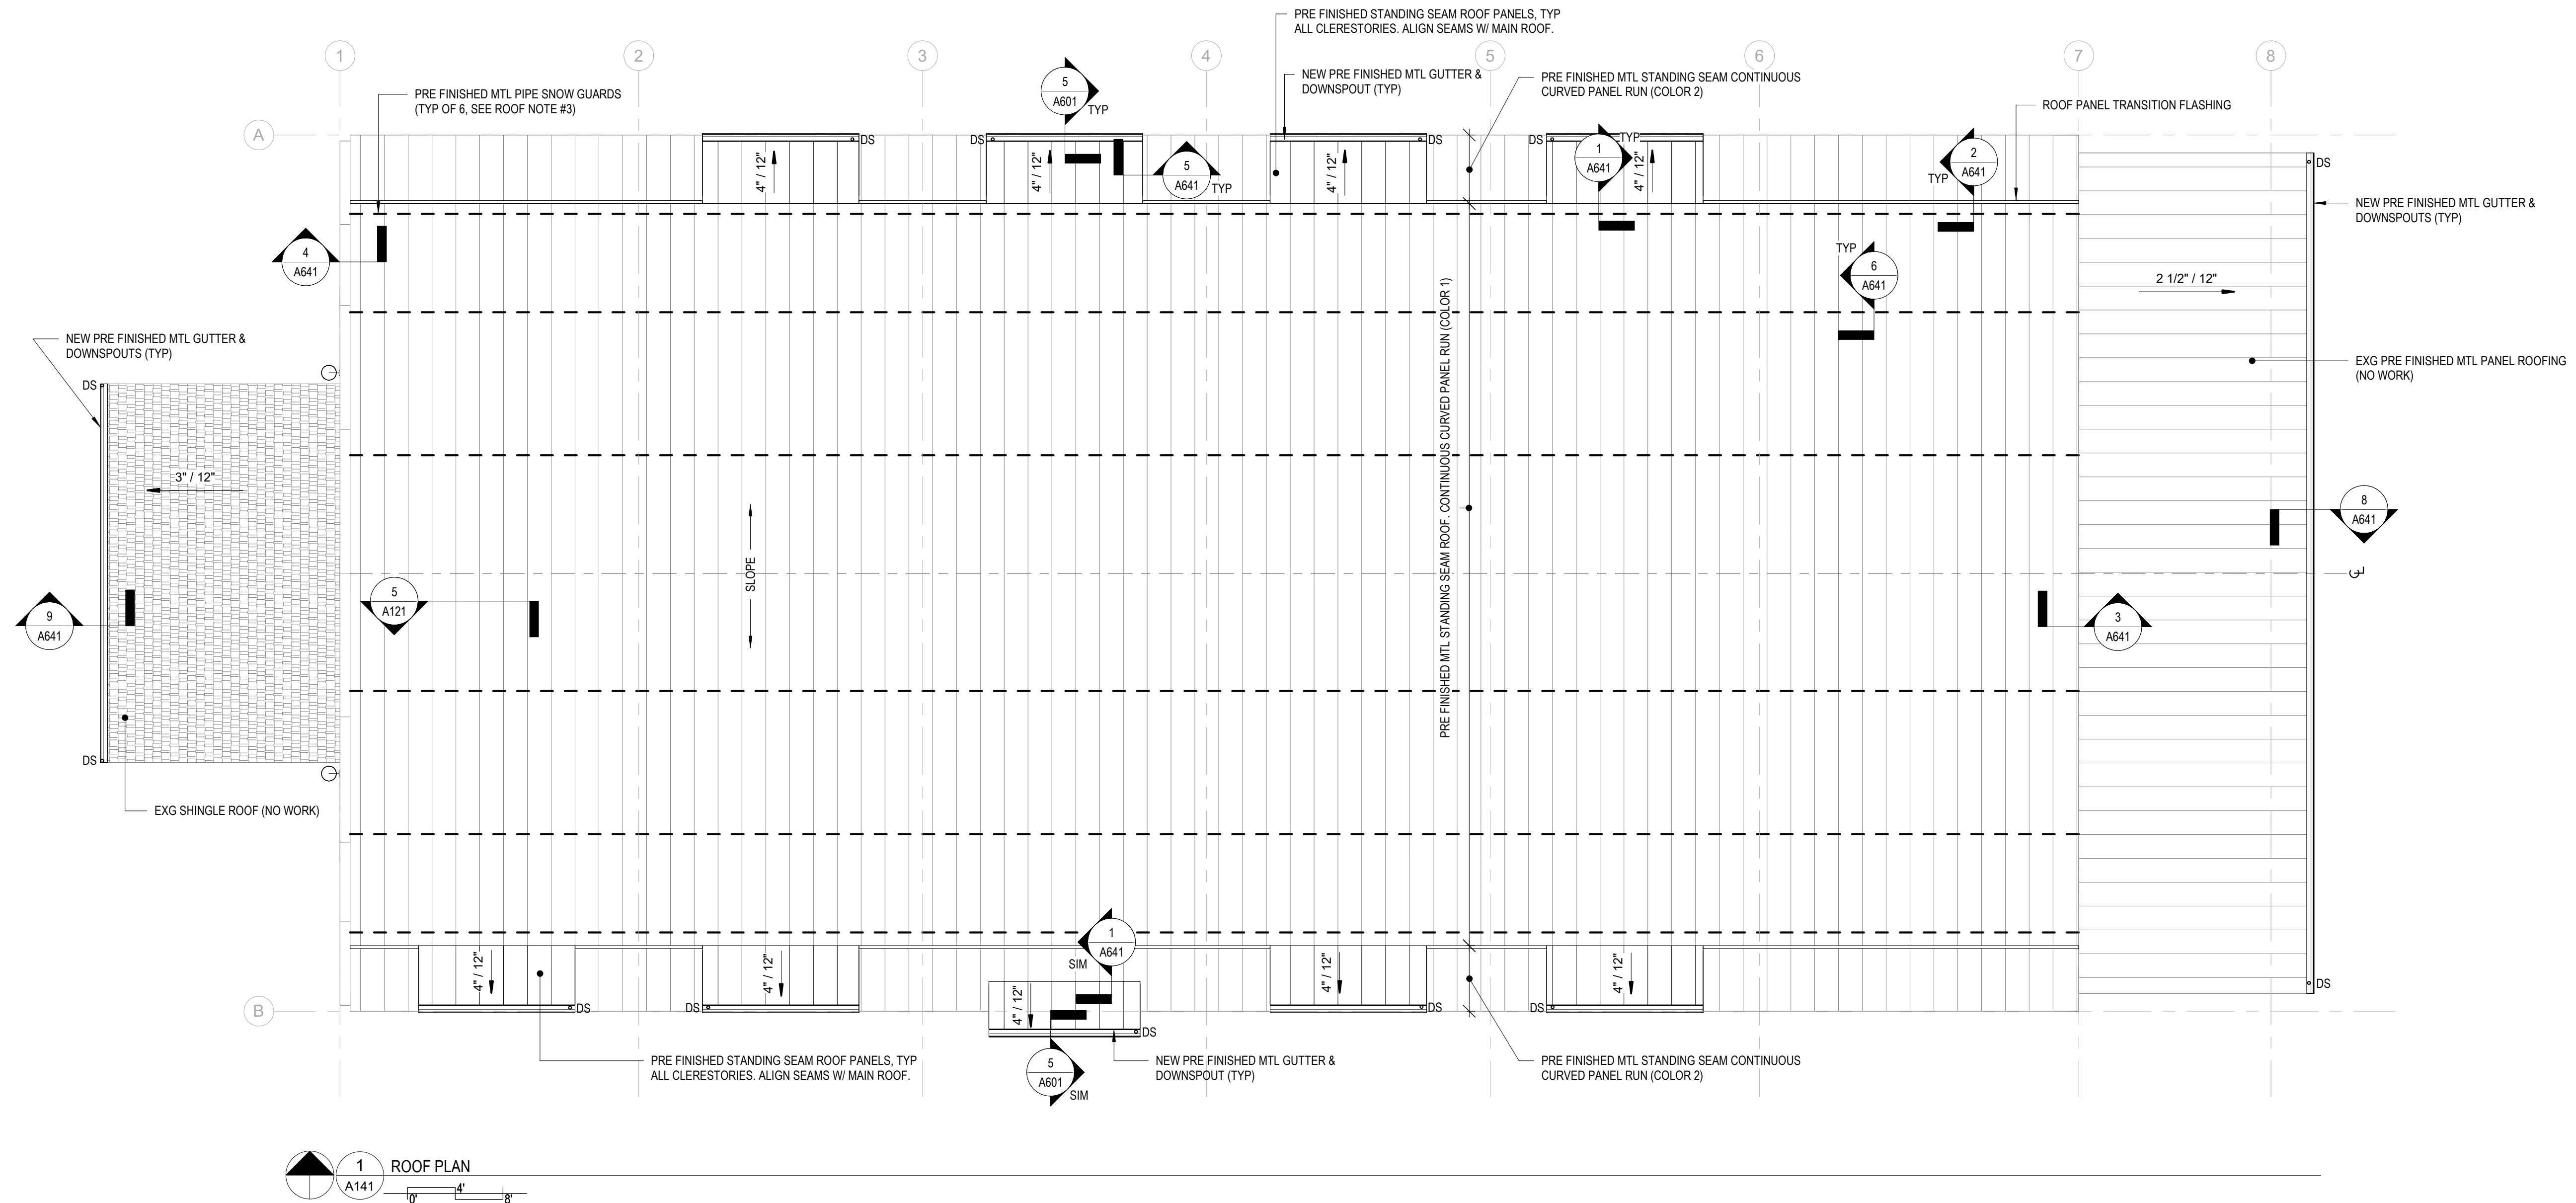 PRE FINISHED STANDING SEAM ROOF PANELS, TYP
ALL CLERESTORIES. ALIGN SEAMS W/ MAIN ROOF.
1
2
3
4
5
6
7
8
NEW PRE FINISHED MTL GUTTER &
DOWNSPOUT (TYP)
PRE FINISHED MTL STANDING SEAM CONTINUOUS
CURVED PANEL RUN (COLOR 2)
5
A601
TYP
PRE FINISHED MTL PIPE SNOW GUARDS
(TYP OF 6, SEE ROOF NOTE #3)
ROOF PANEL TRANSITION FLASHING
A
DS
DS
DS
DS
TYP
1
A641
2
A641
TYP
5
A641
TYP
4" / 12"
4" / 12"
4" / 12"
4" / 12"
DS
NEW PRE FINISHED MTL GUTTER &
DOWNSPOUTS (TYP)
4
A641
TYP
6
A641
2 1/2" / 12"
NEW PRE FINISHED MTL GUTTER &
DOWNSPOUTS (TYP)
EXG PRE FINISHED MTL PANEL ROOFING
(NO WORK)
DS
3" / 12"
PRE FINISHED MTL STANDING SEAM ROOF. CONTINUOUS CURVED PANEL RUN (COLOR 1)
8
A641
SLOPE
CL
5
A121
9
A641
3
A641
DS
EXG SHINGLE ROOF (NO WORK)
1
A641
SIM
4" / 12"
4" / 12"
4" / 12"
4" / 12"
4" / 12"
DS
DS
DS
DS
DS
DS
B
PRE FINISHED STANDING SEAM ROOF PANELS, TYP
ALL CLERESTORIES. ALIGN SEAMS W/ MAIN ROOF.
5
A601
SIM
NEW PRE FINISHED MTL GUTTER &
DOWNSPOUT (TYP)
PRE FINISHED MTL STANDING SEAM CONTINUOUS
CURVED PANEL RUN (COLOR 2)
1
A141
ROOF PLAN
0'
4'
8'